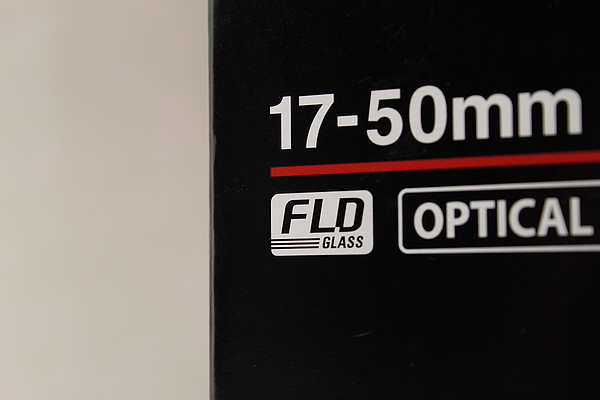 17-50mm
FLD
GLASS
OPTICAL